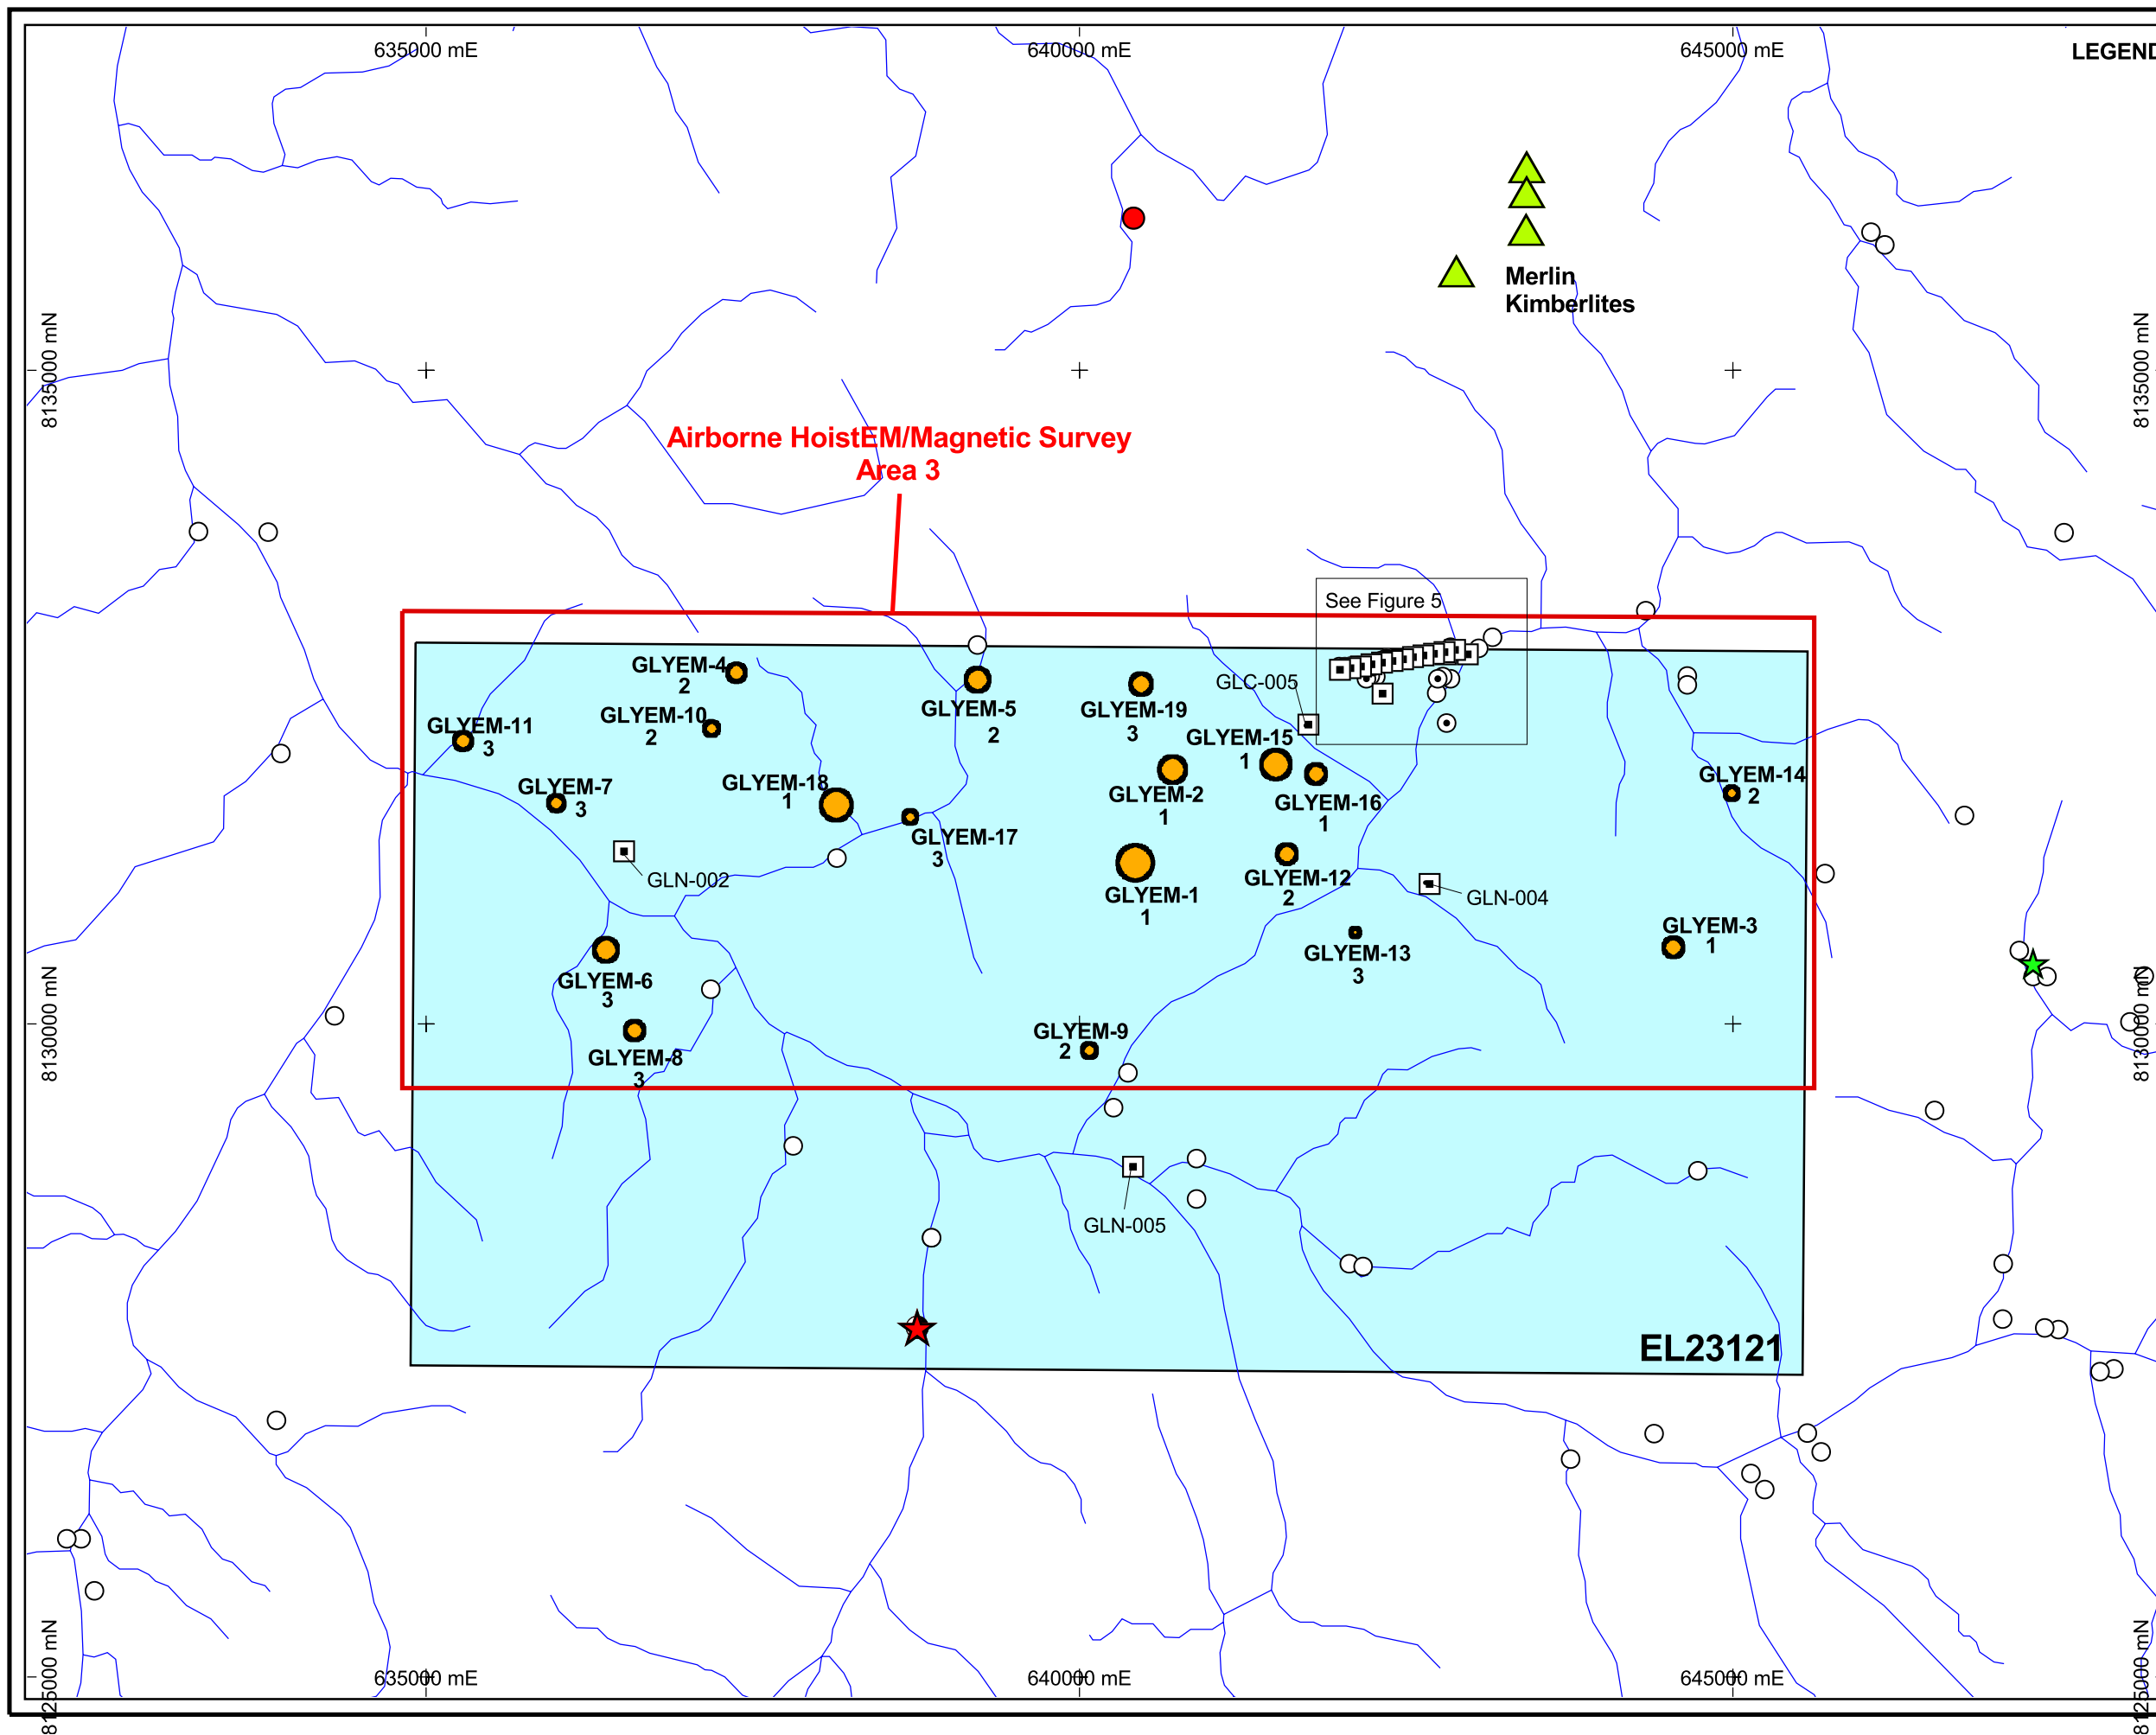 635000 mE
640000 mE
645000 mE
LEGEND
Merlin
Kimberlites
8135000 mN
8135000 mN
Airborne HoistEM/Magnetic Survey
Area 3
See Figure 5
GLYEM-4
2
GLC-005
GLYEM-5
2
GLYEM-19
3
GLYEM-10
2
GLYEM-11
3
GLYEM-15
1
GLYEM-14
2
GLYEM-18
1
GLYEM-7
3
GLYEM-2
1
GLYEM-16
1
GLYEM-17
3
GLN-002
GLYEM-12
2
GLYEM-1
1
GLN-004
GLYEM-3
1
GLYEM-13
3
GLYEM-6
3
8130000 mN
8130000 mN
GLYEM-9
2
GLYEM-8
3
GLN-005
EL23121
635000 mE
640000 mE
645000 mE
8125000 mN
8125000 mN